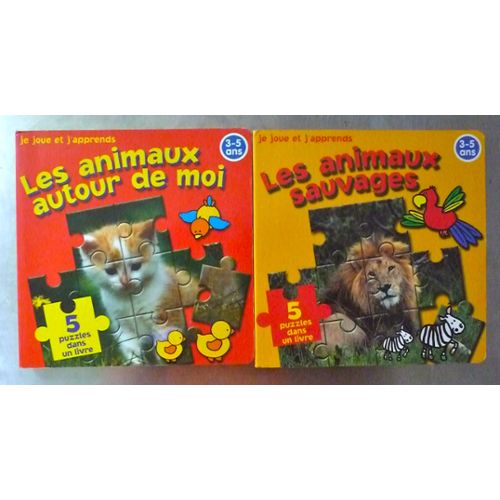 je joue et j'apprends
3-5
ans
Les animaux
autour de moi
5
puzzles
dans
un livre
je joue et j'apprends
3-5
ans
Les animaux
sauvages
5
puzzles
dans
un livre